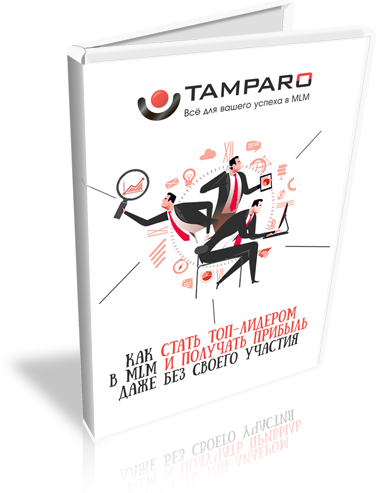 TAMPARO
Всё для вашего успеха в MLM
КАК СТАТЬ ТОП-ЛИДЕРОМ
В MLM И ПОЛУЧАТЬ ПРИБЫЛЬ
ДАЖЕ БЕЗ СВОЕГО УЧАСТИЯ